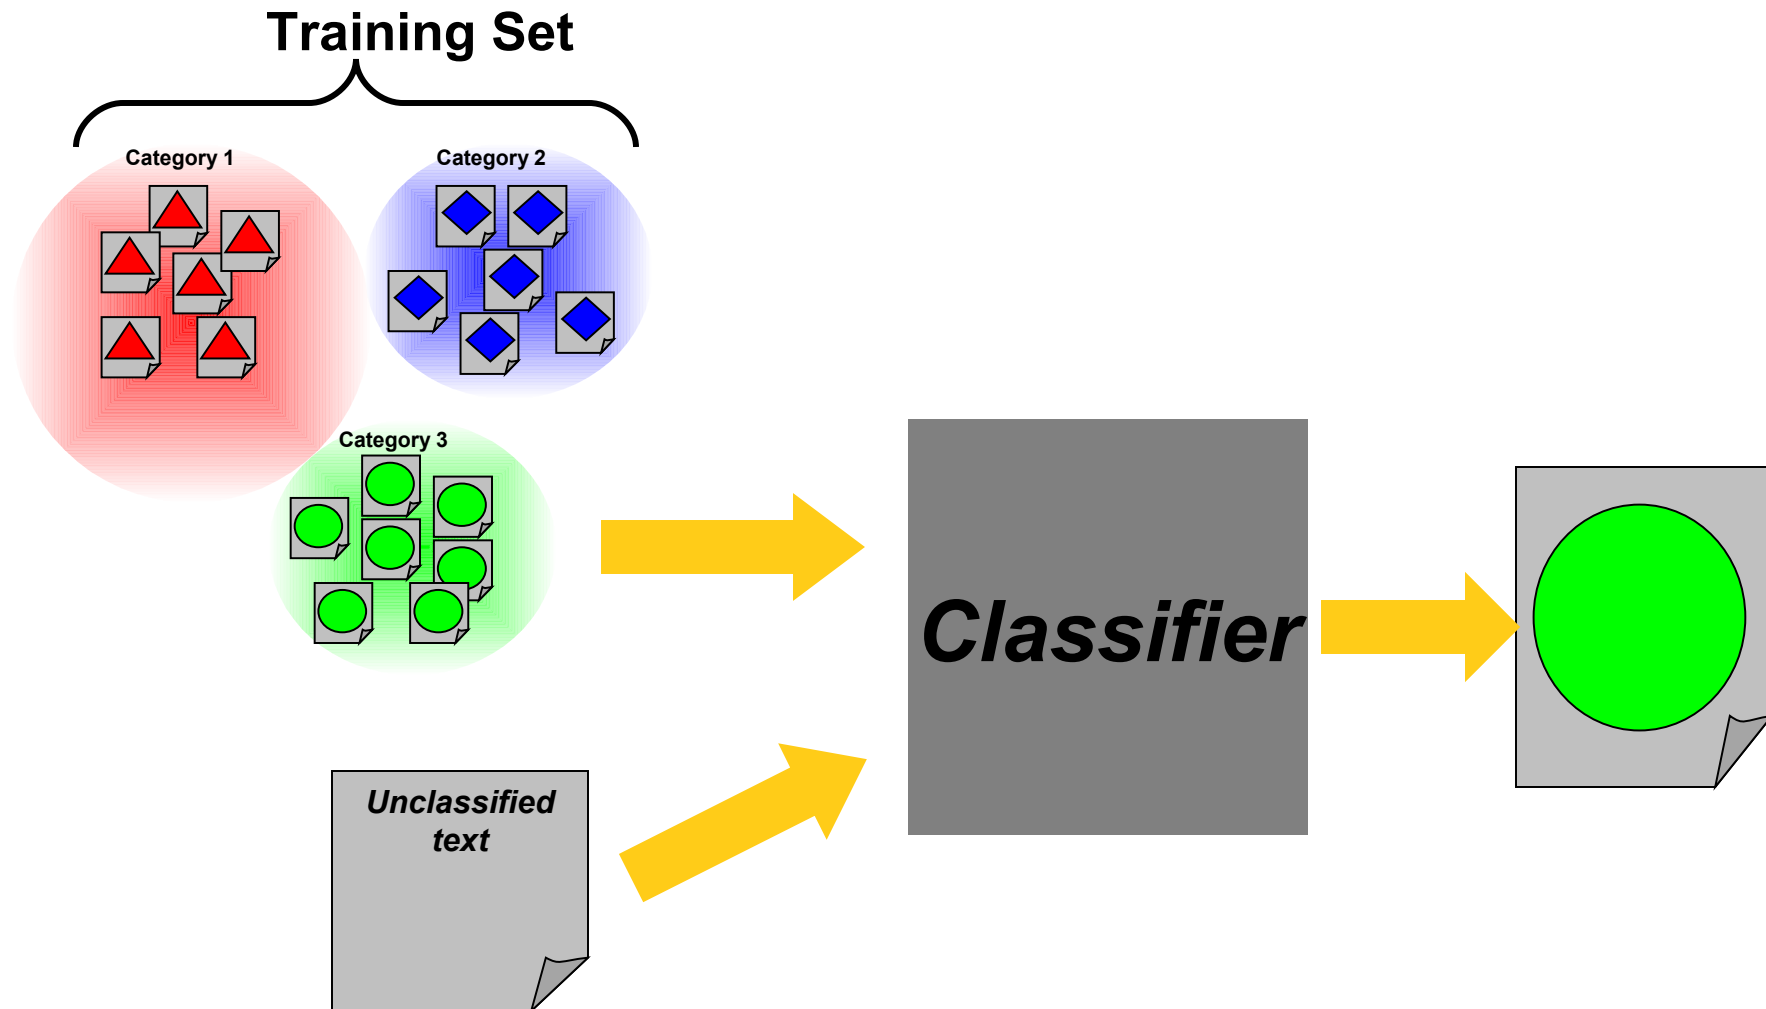 Training Set
Category 1
Category 2
Category 3
Classifier
Unclassified
text